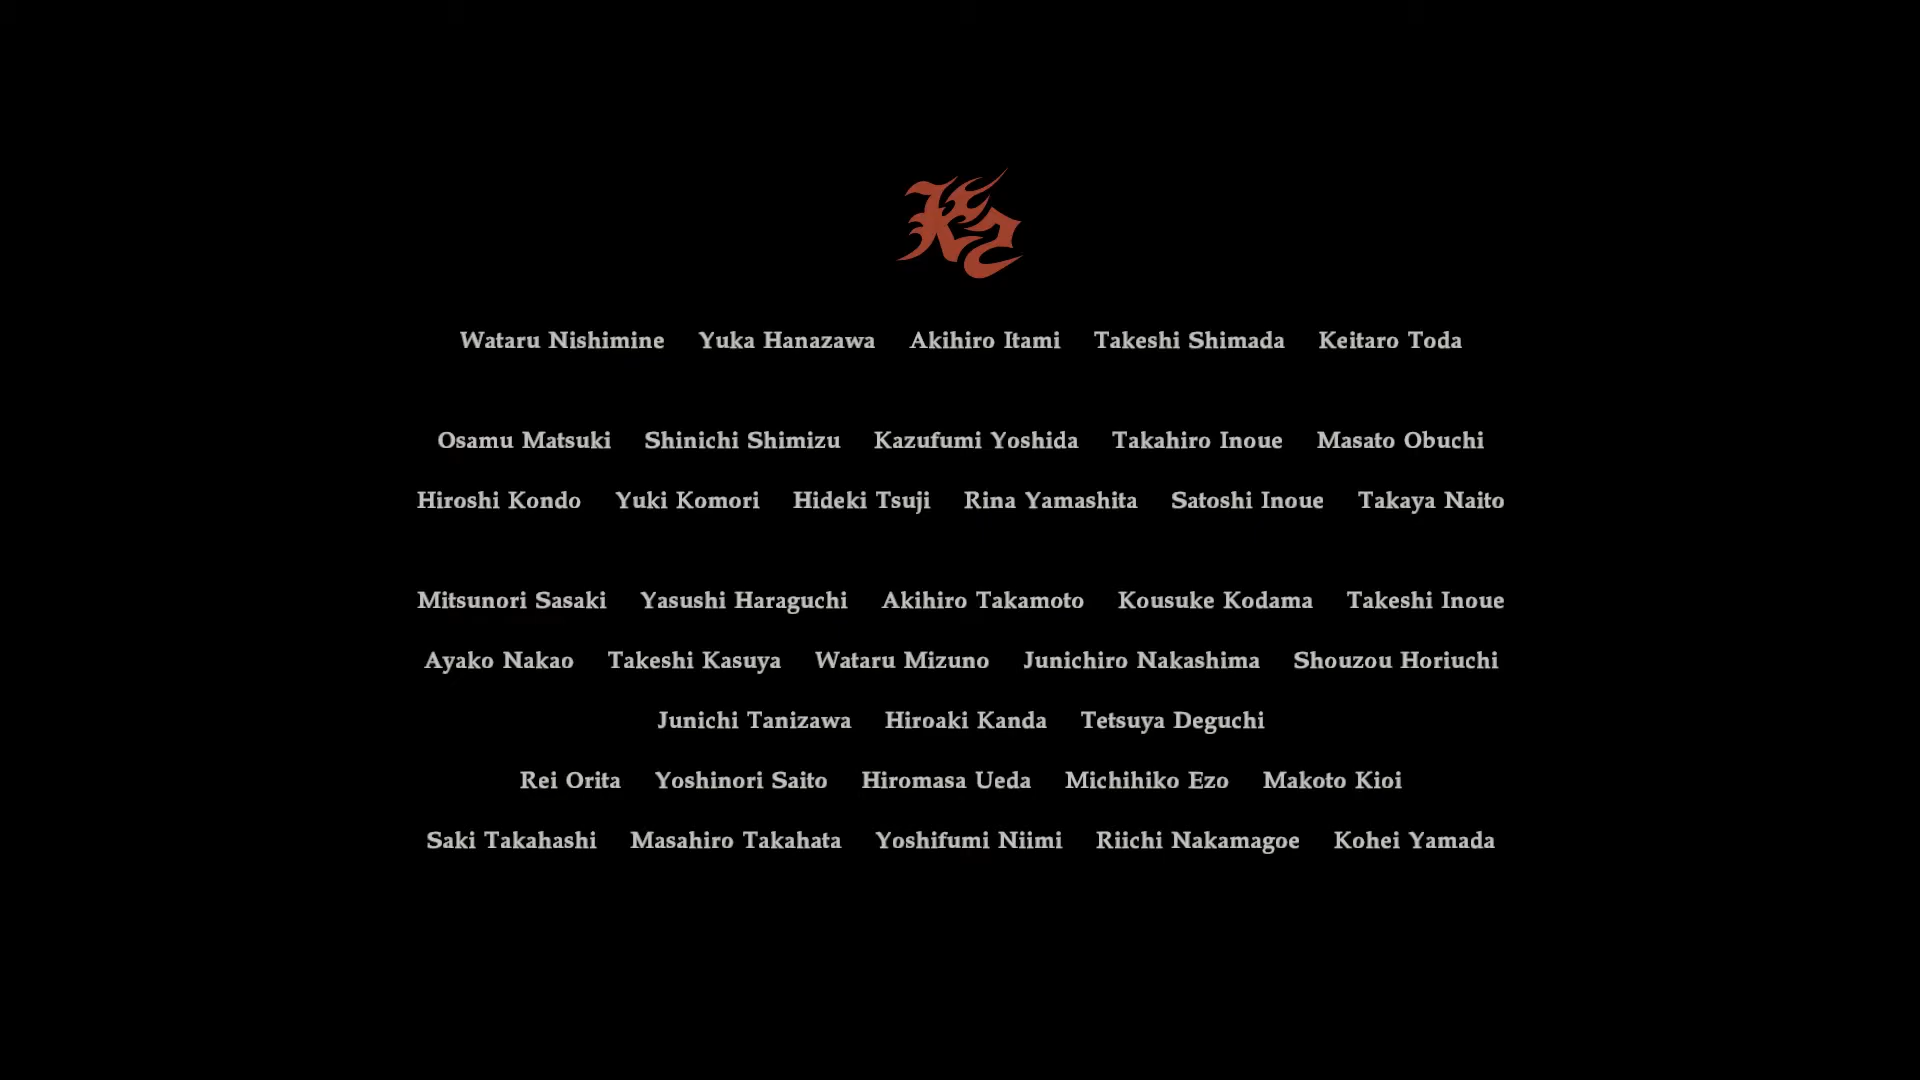 K2
Wataru Nishimine Yuka Hanazawa Akihiro Itami Takeshi Shimada Keitaro Toda
Osamu Matsuki Shinichi Shimizu Kazufumi Yoshida Takahiro Inoue Masato Obuchi
Hiroshi Kondo Yuki Komori Hideki Tsuji Rina Yamashita Satoshi Inoue Takaya Naito
Mitsunori Sasaki Yasushi Haraguchi Akihiro Takamoto Kousuke Kodama Takeshi Inoue
Ayako Nakao Takeshi Kasuya Wataru Mizuno Junichiro Nakashima Shouzou Horiuchi
Junichi Tanizawa Hiroaki Kanda Tetsuya Deguchi
Rei Orita Yoshinori Saito Hiromasa Ueda Michihiko Ezo Makoto Kioi
Saki Takahashi Masahiro Takahata Yoshifumi Niimi Riichi Nakamagoe Kohei Yamada